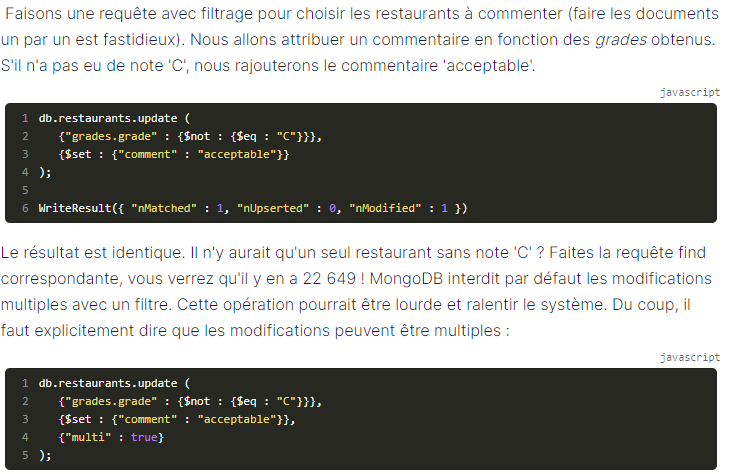 Faisons une requête avec filtrage pour choisir les restaurants à commenter (faire les documents
un par un est fastidieux). Nous allons attribuer un commentaire en fonction des grades obtenus.
S'il n'a pas eu de note 'C', nous rajouterons le commentaire 'acceptable'.
javascript
1 db.restaurants.update (
2    {"grades.grade" : {$not : {$eq : "C"}}},
3    {$set : {"comment" : "acceptable"}}
4 );
5
6 WriteResult({ "nMatched" : 1, "nUpserted" : 0, "nModified" : 1 })
Le résultat est identique. Il n'y aurait qu'un seul restaurant sans note 'C' ? Faites la requête find
correspondante, vous verrez qu'il y en a 22 649 ! MongoDB interdit par défaut les modifications
multiples avec un filtre. Cette opération pourrait être lourde et ralentir le système. Du coup, il
faut explicitement dire que les modifications peuvent être multiples :
javascript
1 db.restaurants.update (
2    {"grades.grade" : {$not : {$eq : "C"}}},
3    {$set : {"comment" : "acceptable"}},
4    {"multi" : true}
5 );